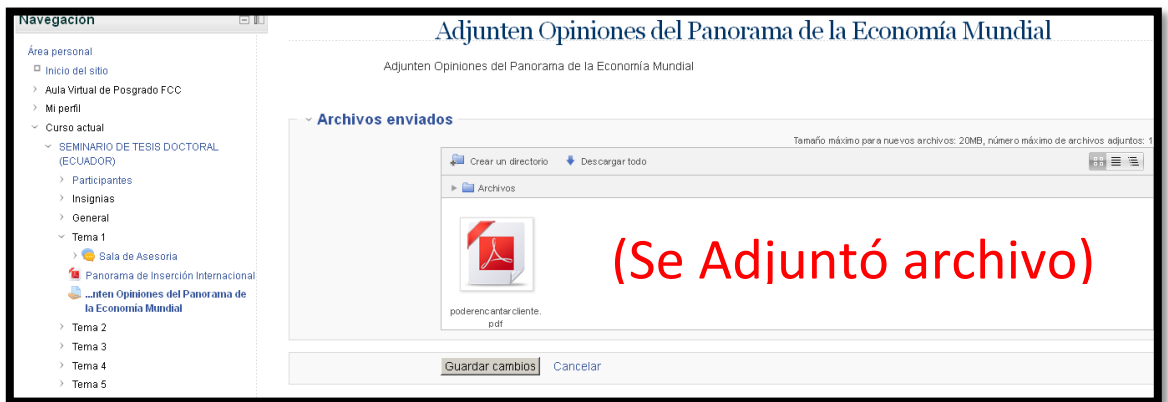 Navegación
Área personal
Inicio del sitio
Aula Virtual de Posgrado FCC
Mi perfil
Curso actual
SEMINARIO DE TESIS DOCTORAL
(ECUADOR)
Participantes
Insignias
General
Tema 1
Sala de Asesoria
Panorama de Inserción Internacional
...nten Opiniones del Panorama de
la Economía Mundial
Tema 2
Tema 3
Tema 4
Tema 5
Adjunten Opiniones del Panorama de la Economía Mundial
Adjunten Opiniones del Panorama de la Economía Mundial
Archivos enviados
Tamaño máximo para nuevos archivos: 20MB, número máximo de archivos adjuntos: 1
Crear un directorio Descargar todo
Archivos
(Se Adjuntó archivo)
poderencantarcliente.
pdf
Guardar cambios Cancelar